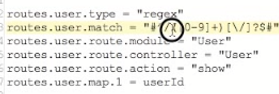 routes.user.type = "regex"
routes.user.match = "#^/[0-9]+)[\/]?$#"
routes.user.route.module = "User"
routes.user.route.controller = "User"
routes.user.route.action = "show"
routes.user.map.1 = userId